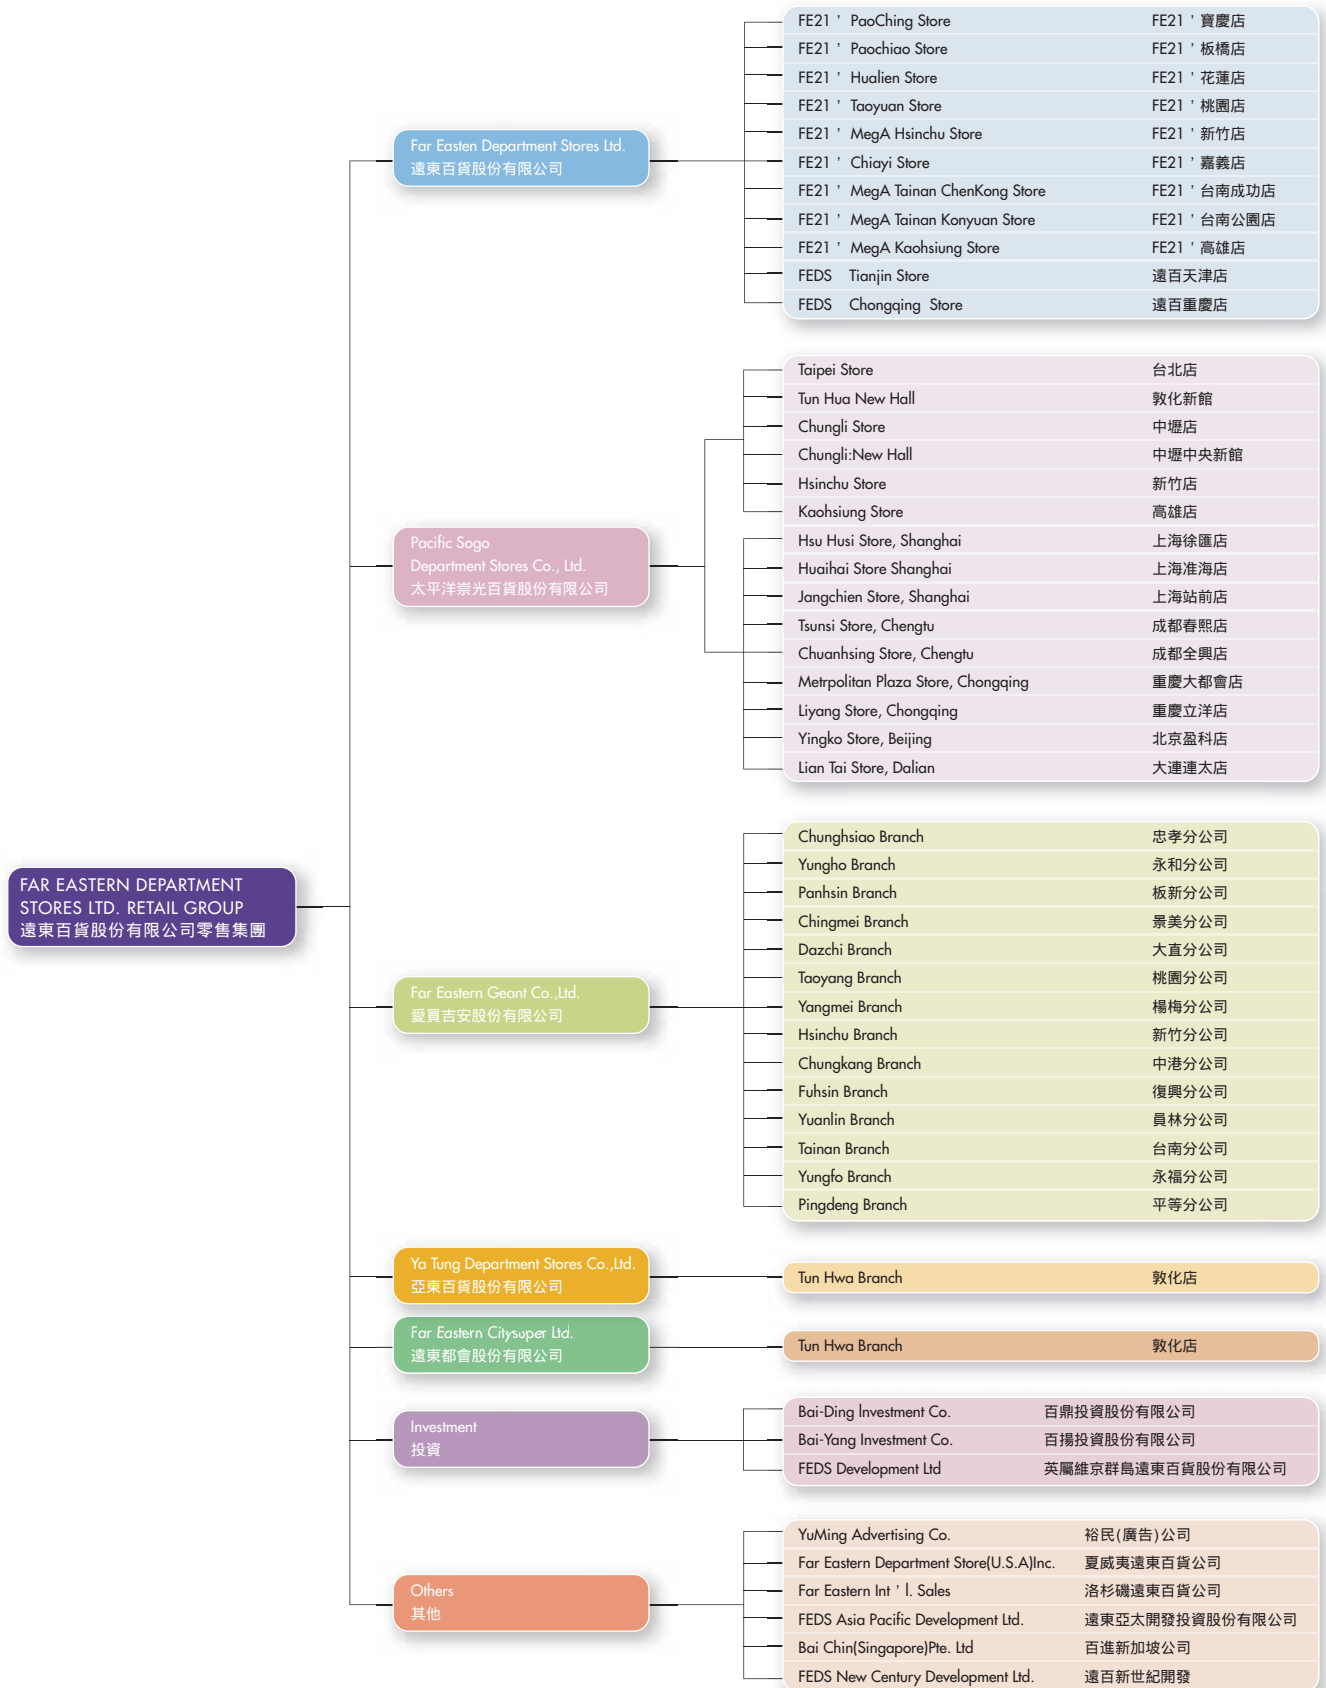 FAR EASTERN DEPARTMENT
STORES LTD. RETAIL GROUP
遠東百貨股份有限公司零售集團
Far Easten Department Stores Ltd.
遠東百貨股份有限公司
FE21 ' PaoChing Store FE21 ' 寶慶店
FE21 ' Paochiao Store FE21 ' 板橋店
FE21 ' Hualien Store FE21 ' 花蓮店
FE21 ' Taoyuan Store FE21 ' 桃園店
FE21 ' MegA Hsinchu Store FE21 ' 新竹店
FE21 ' Chiayi Store FE21 ' 嘉義店
FE21 ' MegA Tainan ChenKong Store FE21 ' 台南成功店
FE21 ' MegA Tainan Konyuan Store FE21 ' 台南公園店
FE21 ' MegA Kaohsiung Store FE21 ' 高雄店
FEDS Tianjin Store 遠百天津店
FEDS Chongqing Store 遠百重慶店
Pacific Sogo
Department Stores Co., Ltd.
太平洋崇光百貨股份有限公司
Taipei Store 台北店
Tun Hua New Hall 敦化新館
Chungli Store 中壢店
Chungli:New Hall 中壢中央新館
Hsinchu Store 新竹店
Kaohsiung Store 高雄店
Hsu Husi Store, Shanghai 上海徐匯店
Huaihai Store Shanghai 上海准海店
Jangchien Store, Shanghai 上海站前店
Tsunsi Store, Chengtu 成都春熙店
Chuanhsing Store, Chengtu 成都全興店
Metrpolitan Plaza Store, Chongqing 重慶大都會店
Liyang Store, Chongqing 重慶立洋店
Yingko Store, Beijing 北京盈科店
Lian Tai Store, Dalian 大連連太店
Far Eastern Geant Co.,Ltd.
愛買吉安股份有限公司
Chunghsiao Branch 忠孝分公司
Yungho Branch 永和分公司
Panhsin Branch 板新分公司
Chingmei Branch 景美分公司
Dazchi Branch 大直分公司
Taoyang Branch 桃園分公司
Yangmei Branch 楊梅分公司
Hsinchu Branch 新竹分公司
Chungkang Branch 中港分公司
Fuhsin Branch 復興分公司
Yuanlin Branch 員林分公司
Tainan Branch 台南分公司
Yungfo Branch 永福分公司
Pingdeng Branch 平等分公司
Ya Tung Department Stores Co.,Ltd.
亞東百貨股份有限公司
Tun Hwa Branch 敦化店
Far Eastern Citysuper Ltd.
遠東都會股份有限公司
Tun Hwa Branch 敦化店
Investment
投資
Bai-Ding Investment Co. 百鼎投資股份有限公司
Bai-Yang Investment Co. 百揚投資股份有限公司
FEDS Development Ltd 英屬維京群島遠東百貨股份有限公司
Others
其他
YuMing Advertising Co. 裕民(廣告)公司
Far Eastern Department Store(U.S.A)Inc. 夏威夷遠東百貨公司
Far Eastern Int ' l. Sales 洛杉磯遠東百貨公司
FEDS Asia Pacific Development Ltd. 遠東亞太開發投資股份有限公司
Bai Chin(Singapore)Pte. Ltd 百進新加坡公司
FEDS New Century Development Ltd. 遠百新世紀開發